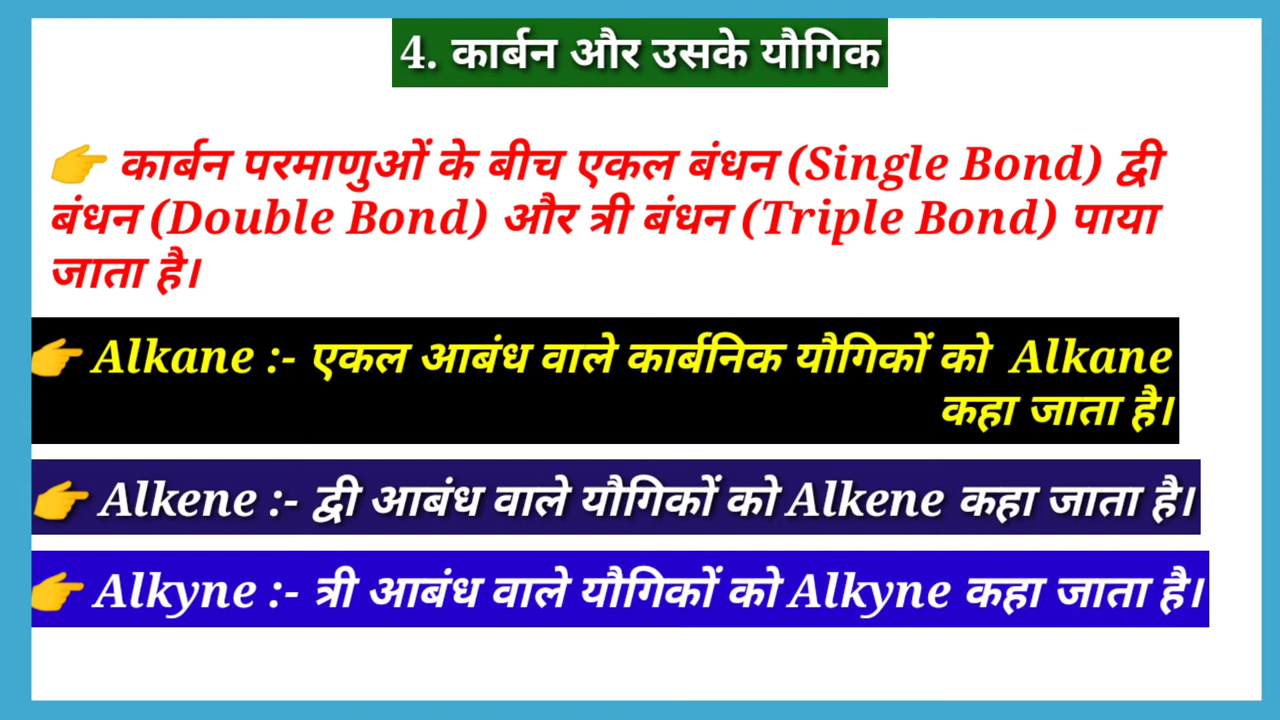 4. कार्बन और उसके यौगिक
👉 कार्बन परमाणुओं के बीच एकल बंधन (Single Bond) द्वी
बंधन (Double Bond) और त्री बंधन (Triple Bond) पाया
जाता है।
👉 Alkane :- एकल आबंध वाले कार्बनिक यौगिकों को Alkane
कहा जाता है।
👉 Alkene :- द्वी आबंध वाले यौगिकों को Alkene कहा जाता है।
👉 Alkyne :- त्री आबंध वाले यौगिकों को Alkyne कहा जाता है।